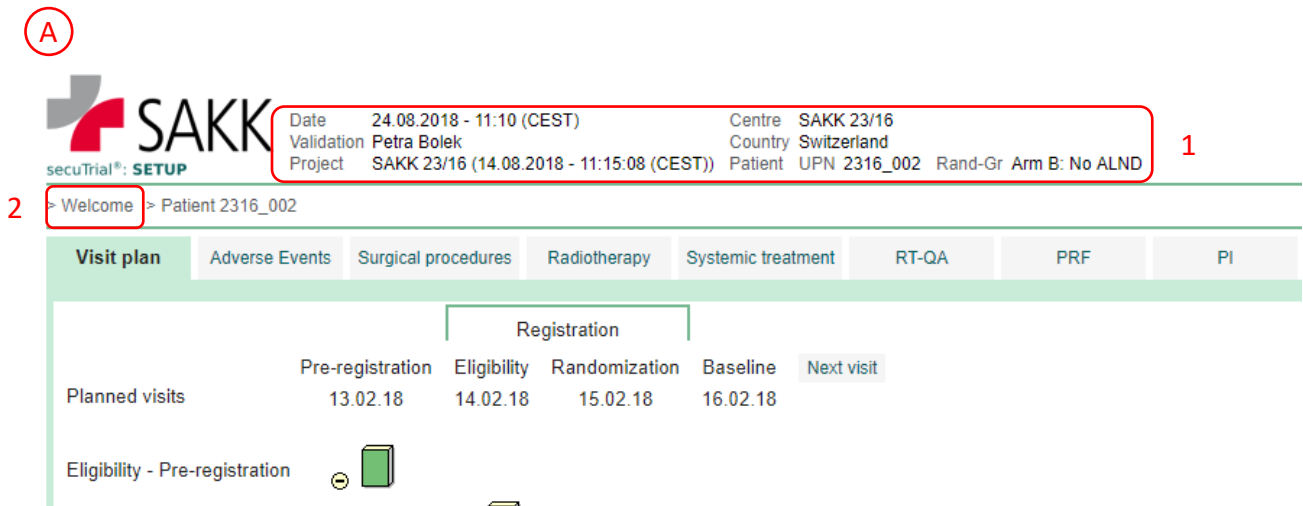 A
SAKK
secuTrial®: SETUP
Date 24.08.2018 - 11:10 (CEST) Centre SAKK 23/16
Validation Petra Bolek Country Switzerland
Project SAKK 23/16 (14.08.2018 - 11:15:08 (CEST)) Patient UPN 2316_002 Rand-Gr Arm B: No ALND
1
2
> Welcome > Patient 2316_002
Visit plan Adverse Events Surgical procedures Radiotherapy Systemic treatment RT-QA PRF PI
Registration
Pre-registration Eligibility Randomization Baseline Next visit
Planned visits 13.02.18 14.02.18 15.02.18 16.02.18
Eligibility - Pre-registration